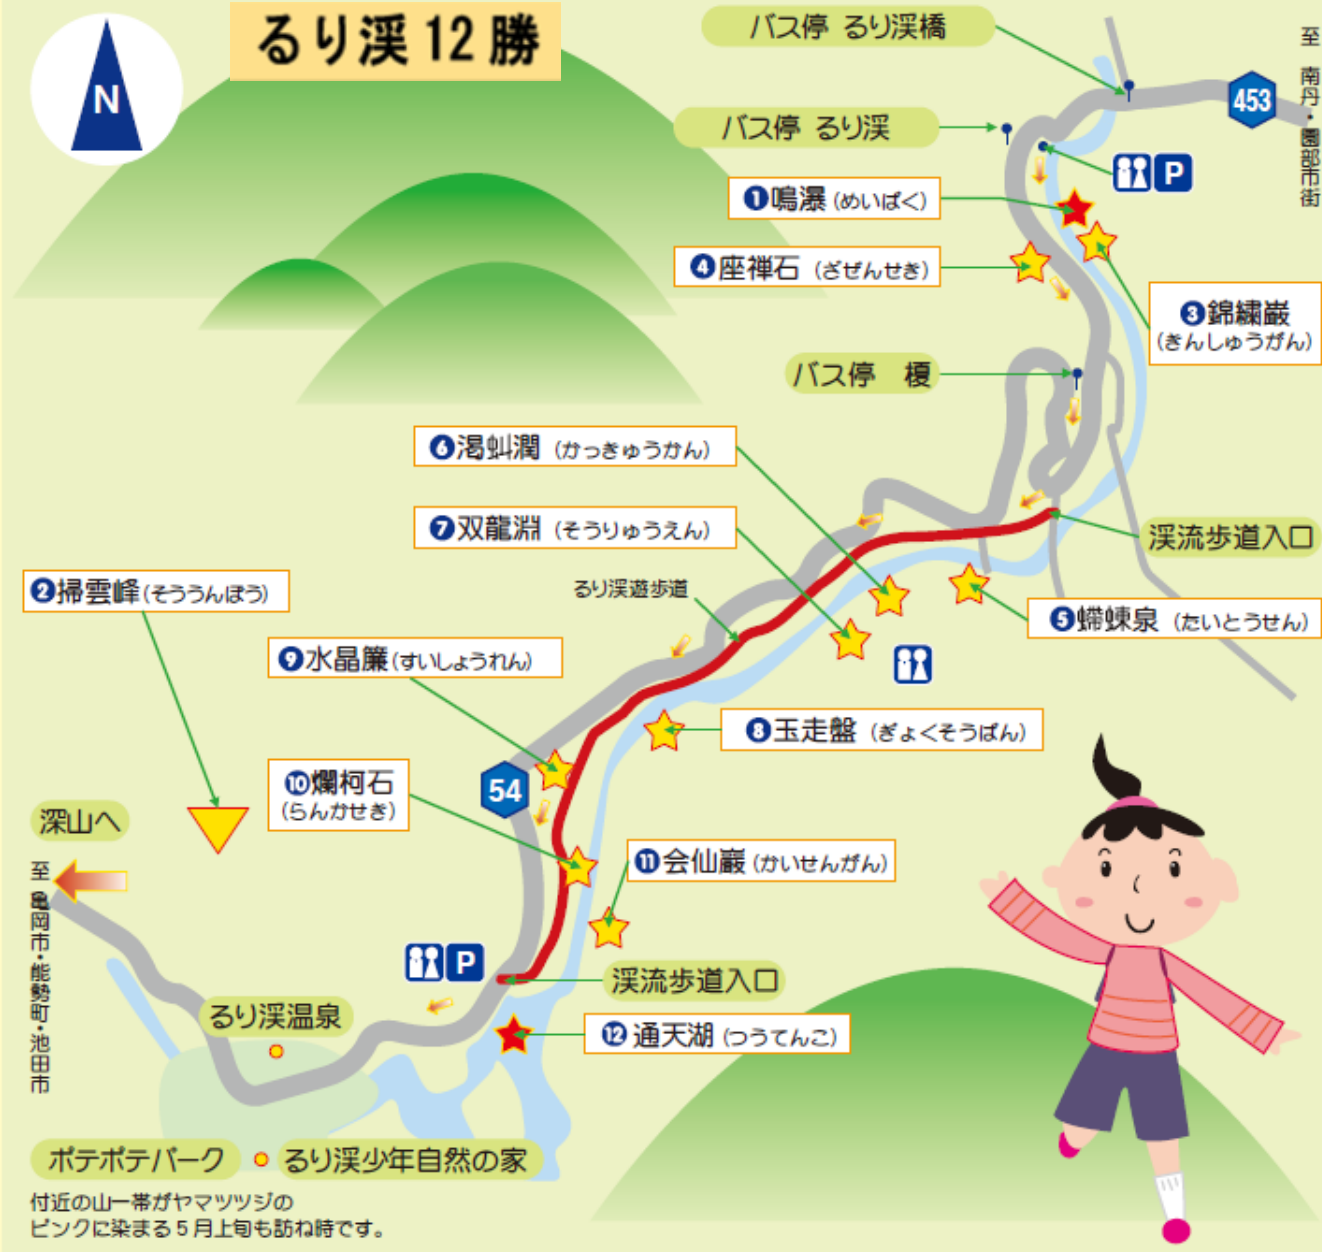 るり渓12勝
N
バス停 るり渓橋
453
至 南丹・園部市街
バス停 るり渓
P
❶鳴瀑（めいばく）
❹座禅石（ざぜんせき）
❸錦繍巌
（きんしゅうがん）
バス停 榎
❻渇虬澗（かっきゅうかん）
❼双龍淵（そうりゅうえん）
渓流歩道入口
❷掃雲峰（そううんぽう）
るり渓遊歩道
❺螮蝀泉（たいとうせん）
❾水晶簾（すいしょうれん）
❽玉走盤（ぎょくそうばん）
❿爛柯石
（らんかせき）
54
深山へ
至 亀岡市・能勢町・池田市
⓫会仙巖（かいせんがん）
P
渓流歩道入口
るり渓温泉
⓬通天湖（つうてんこ）
ポテポテパーク
るり渓少年自然の家
付近の山一帯がヤマツツジの
ピンクに染まる5月上旬も訪ね時です。